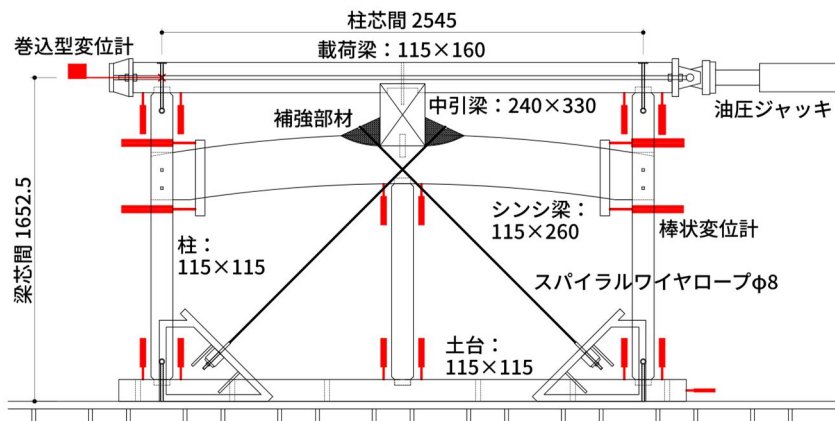 柱芯間 2545
巻込型変位計
載荷梁：115×160
中引梁：240×330
油圧ジャッキ
補強部材
梁芯間 1652.5
シンシ梁：
115×260
棒状変位計
柱：
115×115
スパイラルワイヤロープφ8
土台：
115×115